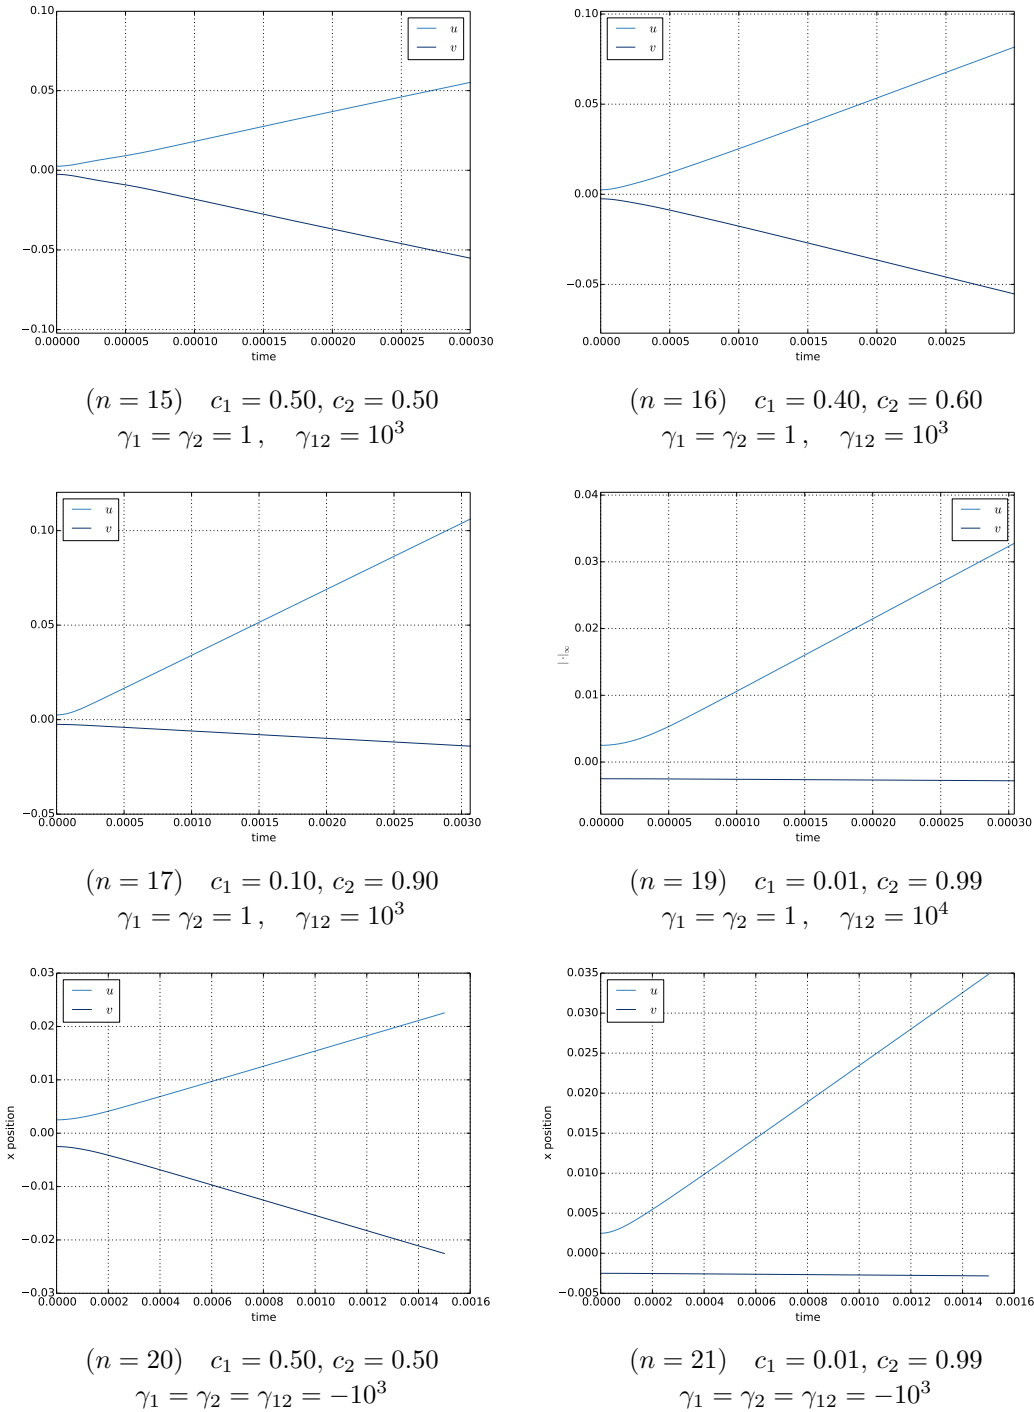 0.10
0.05
0.00
−0.05
−0.10
u
v
0.00000 0.00005 0.00010 0.00015 0.00020 0.00025 0.00030
time
(n = 15) c₁ = 0.50, c₂ = 0.50
γ₁ = γ₂ = 1 , γ₁₂ = 10³
0.10
0.05
0.00
−0.05
u
v
0.0000 0.0005 0.0010 0.0015 0.0020 0.0025
time
(n = 16) c₁ = 0.40, c₂ = 0.60
γ₁ = γ₂ = 1 , γ₁₂ = 10³
0.10
0.05
0.00
−0.05
u
v
0.0000 0.0005 0.0010 0.0015 0.0020 0.0025 0.0030
time
(n = 17) c₁ = 0.10, c₂ = 0.90
γ₁ = γ₂ = 1 , γ₁₂ = 10³
0.04
0.03
0.02
0.01
0.00
|·|∞
u
v
0.00000 0.00005 0.00010 0.00015 0.00020 0.00025 0.00030
time
(n = 19) c₁ = 0.01, c₂ = 0.99
γ₁ = γ₂ = 1 , γ₁₂ = 10⁴
0.03
0.02
0.01
0.00
−0.01
−0.02
−0.03
x position
u
v
0.0000 0.0002 0.0004 0.0006 0.0008 0.0010 0.0012 0.0014 0.0016
time
(n = 20) c₁ = 0.50, c₂ = 0.50
γ₁ = γ₂ = γ₁₂ = −10³
0.035
0.030
0.025
0.020
0.015
0.010
0.005
0.000
−0.005
x position
u
v
0.0000 0.0002 0.0004 0.0006 0.0008 0.0010 0.0012 0.0014 0.0016
time
(n = 21) c₁ = 0.01, c₂ = 0.99
γ₁ = γ₂ = γ₁₂ = −10³